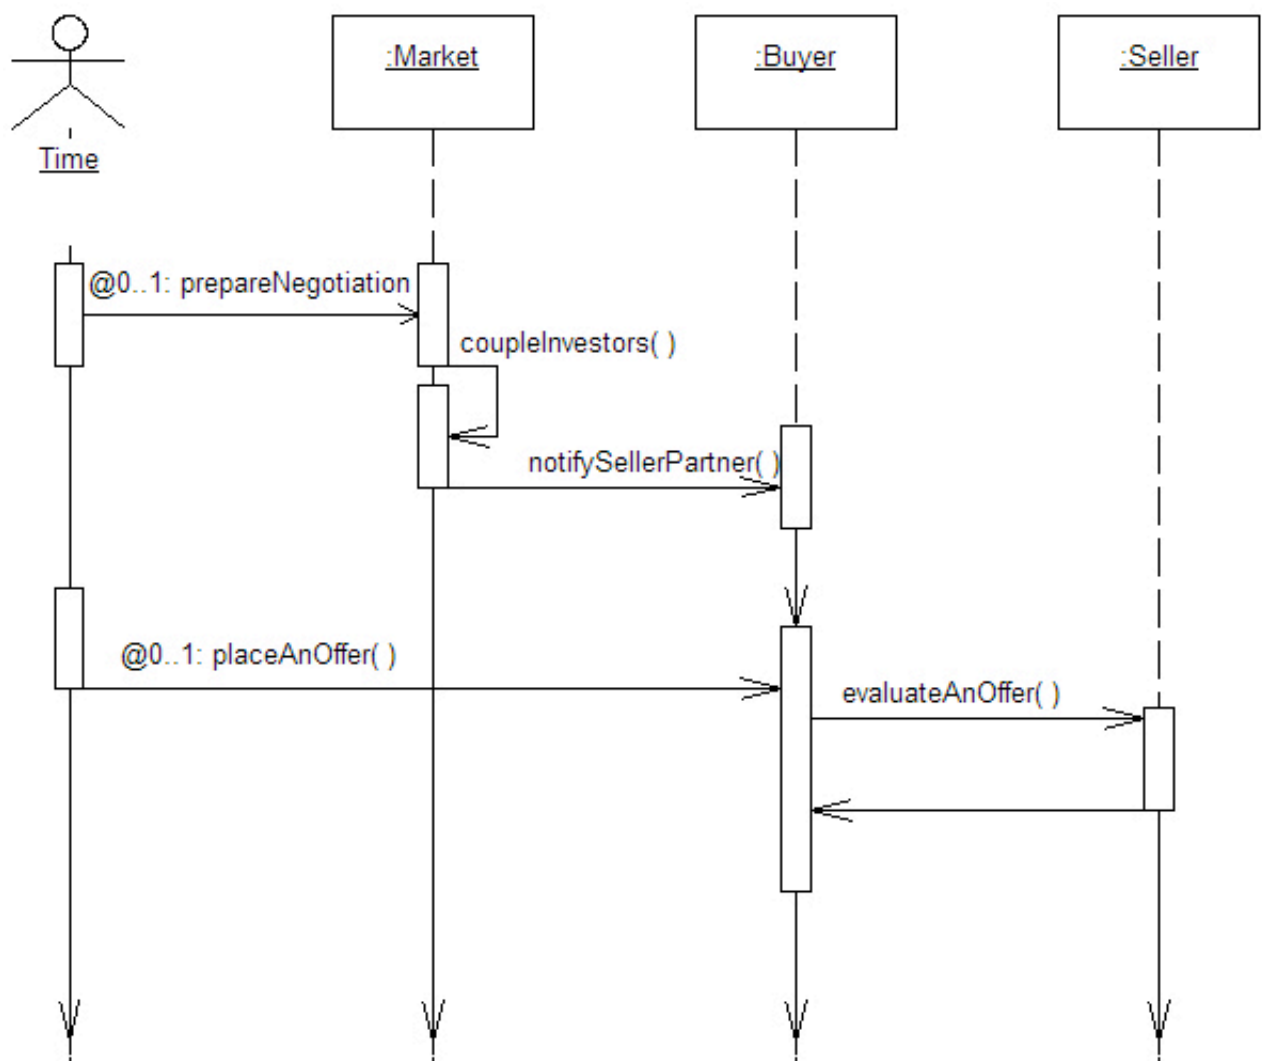 :Market
:Buyer
:Seller
Time
@0..1: prepareNegotiation
coupleInvestors( )
notifySellerPartner( )
@0..1: placeAnOffer( )
evaluateAnOffer( )